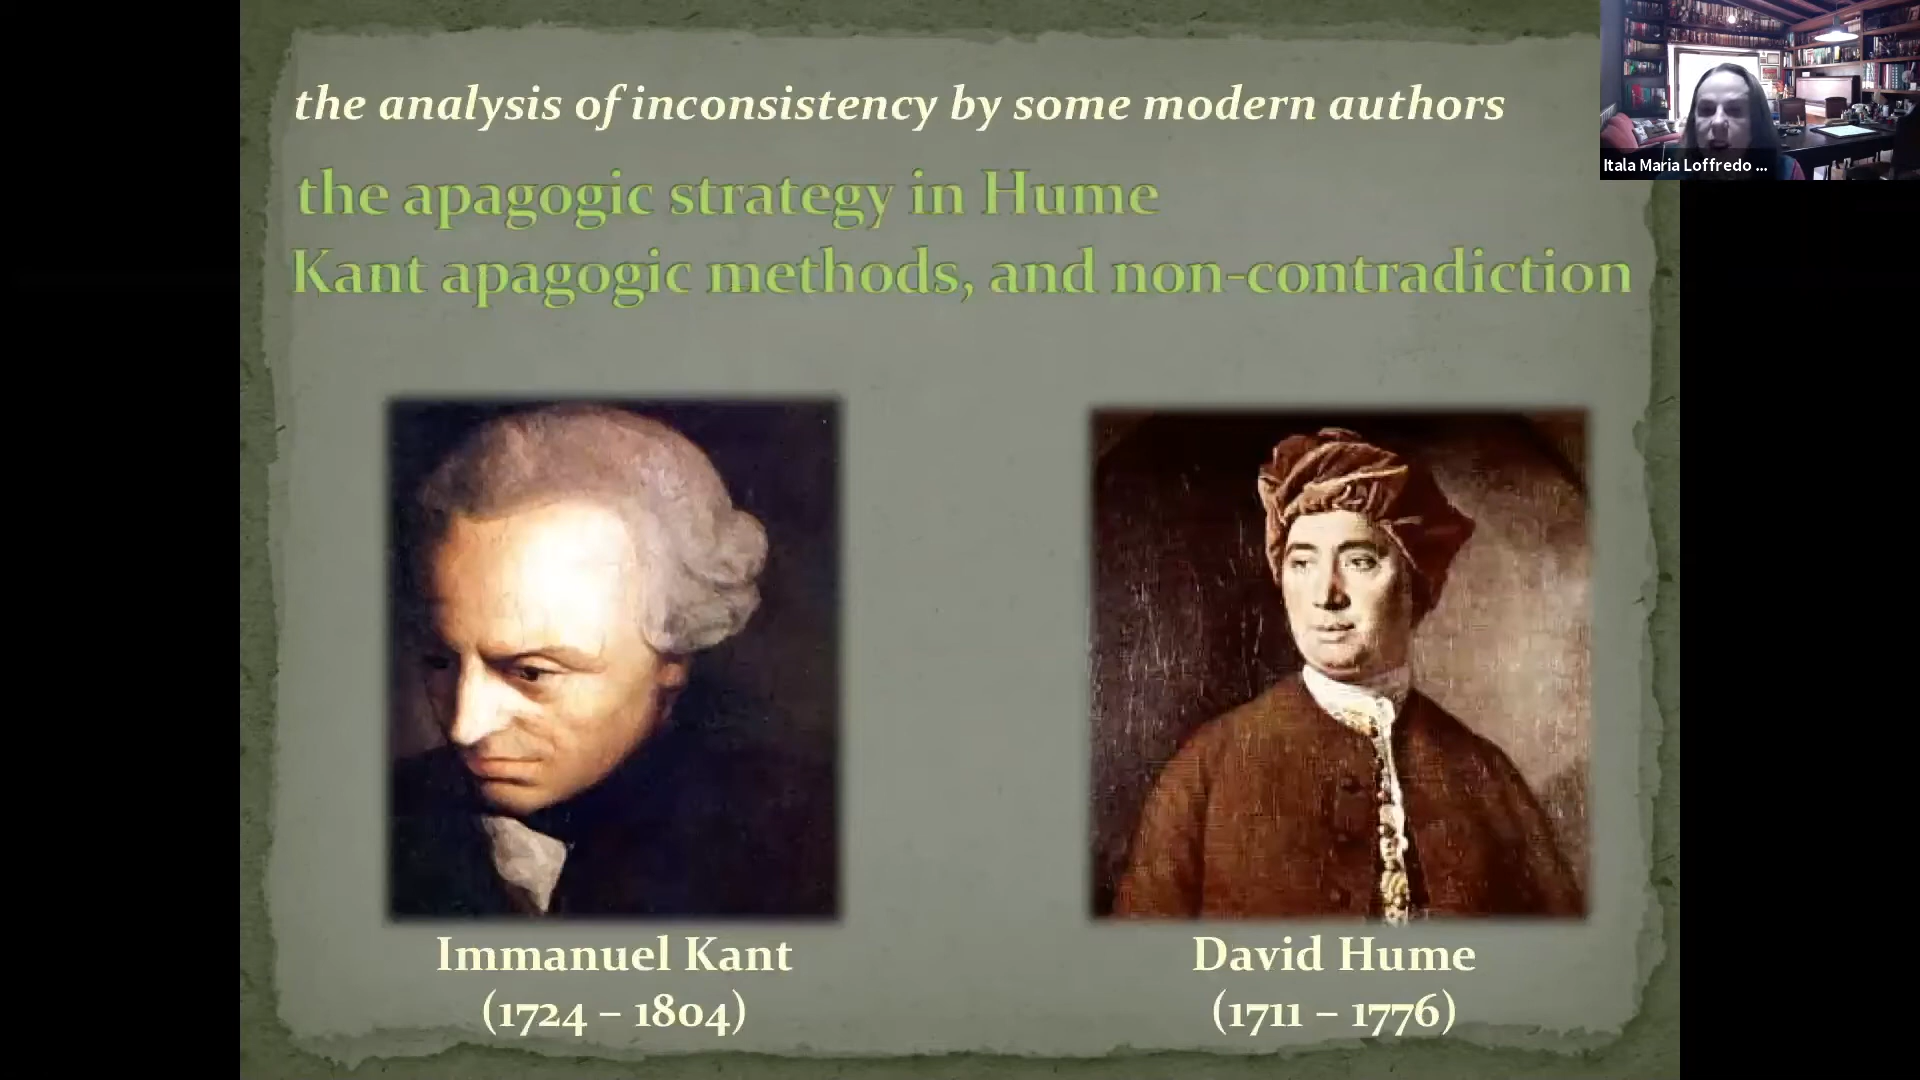 the analysis of inconsistency by some modern authors
the apagogic strategy in Hume
Kant apagogic methods, and non-contradiction
Itala Maria Loffredo ...
Immanuel Kant
(1724 – 1804)
David Hume
(1711 – 1776)